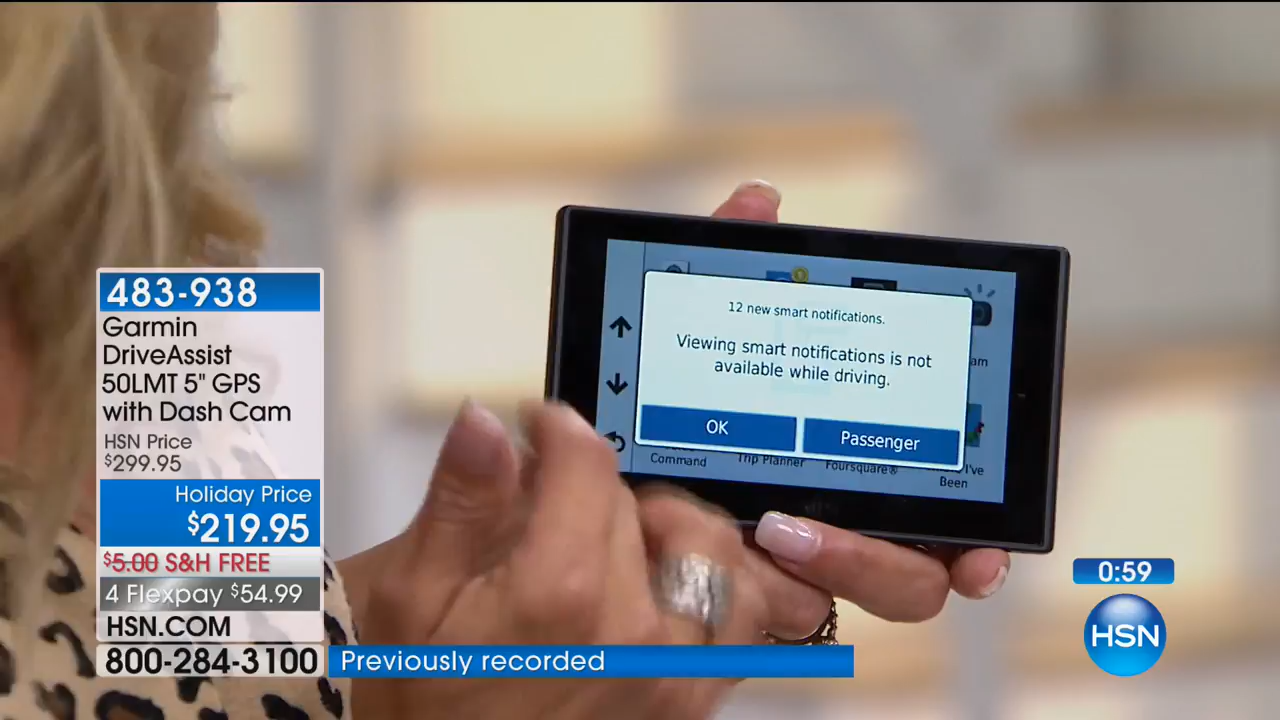 483-938
Garmin
DriveAssist
50LMT 5" GPS
with Dash Cam
HSN Price
$299.95
Holiday Price
$219.95
$5.00 S&H FREE
4 Flexpay $54.99
HSN.COM
800-284-3100
Previously recorded
12 new smart notifications.
Viewing smart notifications is not
available while driving.
OK
Passenger
Command
Trip Planner
Foursquare®
I've
Been
0:59
HSN